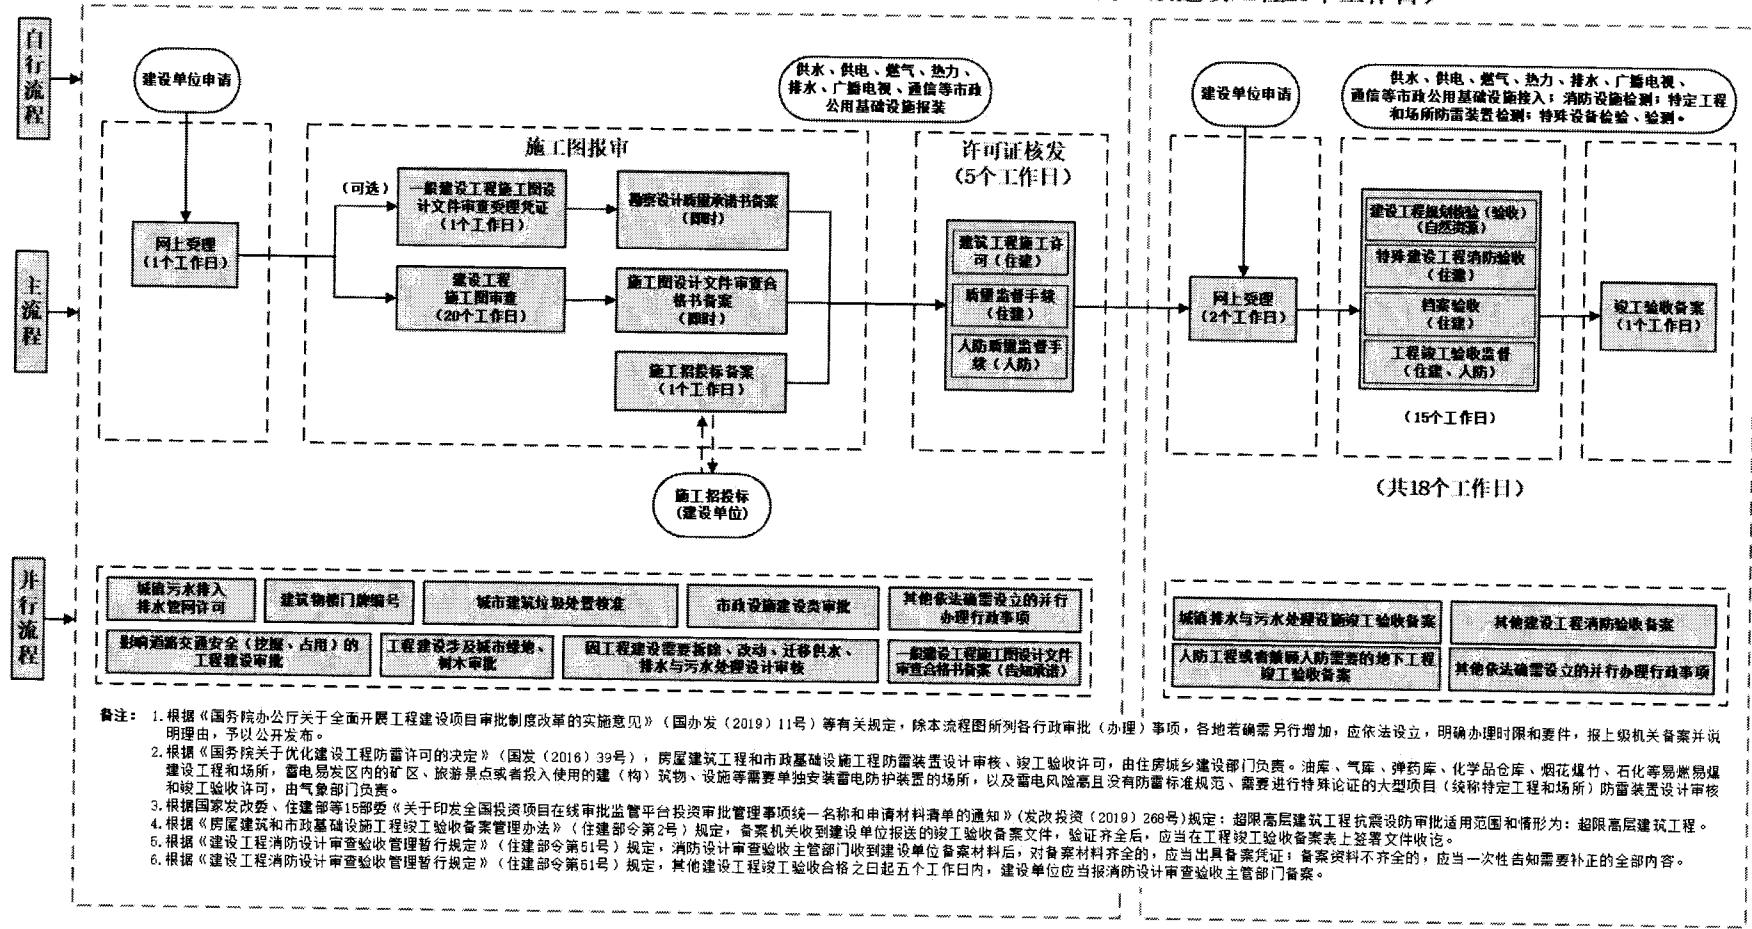 自行流程
建设单位申请
供水、供电、燃气、热力、
排水、广播电视、通信等市政
公用基础设施报装
建设单位申请
供水、供电、燃气、热力、排水、广播电视、
通信等市政公用基础设施接入；消防设施检测；特定工程
和场所防雷装置检测；特殊设备检验、验测。
主流程
网上受理
（1个工作日）
施工图报审
（可选）
一般建设工程施工图设
计文件审查受理凭证
（1个工作日）
勘察设计质量承诺书备案
（即时）
建设工程
施工图审查
（20个工作日）
施工图设计文件审查合
格书备案
（即时）
施工招投标备案
（1个工作日）
施工招投标
（建设单位）
许可证核发
（5个工作日）
建筑工程施工许
可（住建）
质量监督手续
（住建）
人防质量监督手
续（人防）
网上受理
（2个工作日）
建设工程规划核验（验收）
（自然资源）
特殊建设工程消防验收
（住建）
档案验收
（住建）
工程竣工验收监督
（住建、人防）
（15个工作日）
竣工验收备案
（1个工作日）
（共18个工作日）
并行流程
城镇污水排入
排水管网许可
建筑物楼门牌编号
城市建筑垃圾处置核准
市政设施建设类审批
其他依法确需设立的并行
办理行政事项
影响道路交通安全（挖掘、占用）的
工程建设审批
工程建设涉及城市绿地、
树木审批
因工程建设需要拆除、改动、迁移供水、
排水与污水处理设计审核
一般建设工程施工图设计文件
审查合格书备案（告知承诺）
城镇排水与污水处理设施竣工验收备案
其他建设工程消防验收备案
人防工程或者兼顾人防需要的地下工程
竣工验收备案
其他依法确需设立的并行办理行政事项
备注： 1.根据《国务院办公厅关于全面开展工程建设项目审批制度改革的实施意见》（国办发（2019）11号）等有关规定，除本流程图所列各行政审批（办理）事项，各地若确需另行增加，应依法设立，明确办理时限和要件，报上级机关备案并说
明理由，予以公开发布。
2.根据《国务院关于优化建设工程防雷许可的决定》（国发（2016）39号），房屋建筑工程和市政基础设施工程防雷装置设计审核、竣工验收许可，由住房城乡建设部门负责。油库、气库、弹药库、化学品仓库、烟花爆竹、石化等易燃易爆
建设工程和场所，雷电易发区内的矿区、旅游景点或者投入使用的建（构）筑物、设施等需要单独安装雷电防护装置的场所，以及雷电风险高且没有防雷标准规范、需要进行特殊论证的大型项目（统称特定工程和场所）防雷装置设计审核
和竣工验收许可，由气象部门负责。
3.根据国家发改委、住建部等15部委《关于印发全国投资项目在线审批监管平台投资审批管理事项统一名称和申请材料清单的通知》（发改投资（2019）268号)规定：超限高层建筑工程抗震设防审批适用范围和情形为：超限高层建筑工程。
4.根据《房屋建筑和市政基础设施工程竣工验收备案管理办法》（住建部令第2号）规定，备案机关收到建设单位报送的竣工验收备案文件，验证齐全后，应当在工程竣工验收备案表上签署文件收讫。
5.根据《建设工程消防设计审查验收管理暂行规定》（住建部令第51号）规定，消防设计审查验收主管部门收到建设单位备案材料后，对备案材料齐全的，应当出具备案凭证；备案资料不齐全的，应当一次性告知需要补正的全部内容。
6.根据《建设工程消防设计审查验收管理暂行规定》（住建部令第51号）规定，其他建设工程竣工验收合格之日起五个工作日内，建设单位应当报消防设计审查验收主管部门备案。